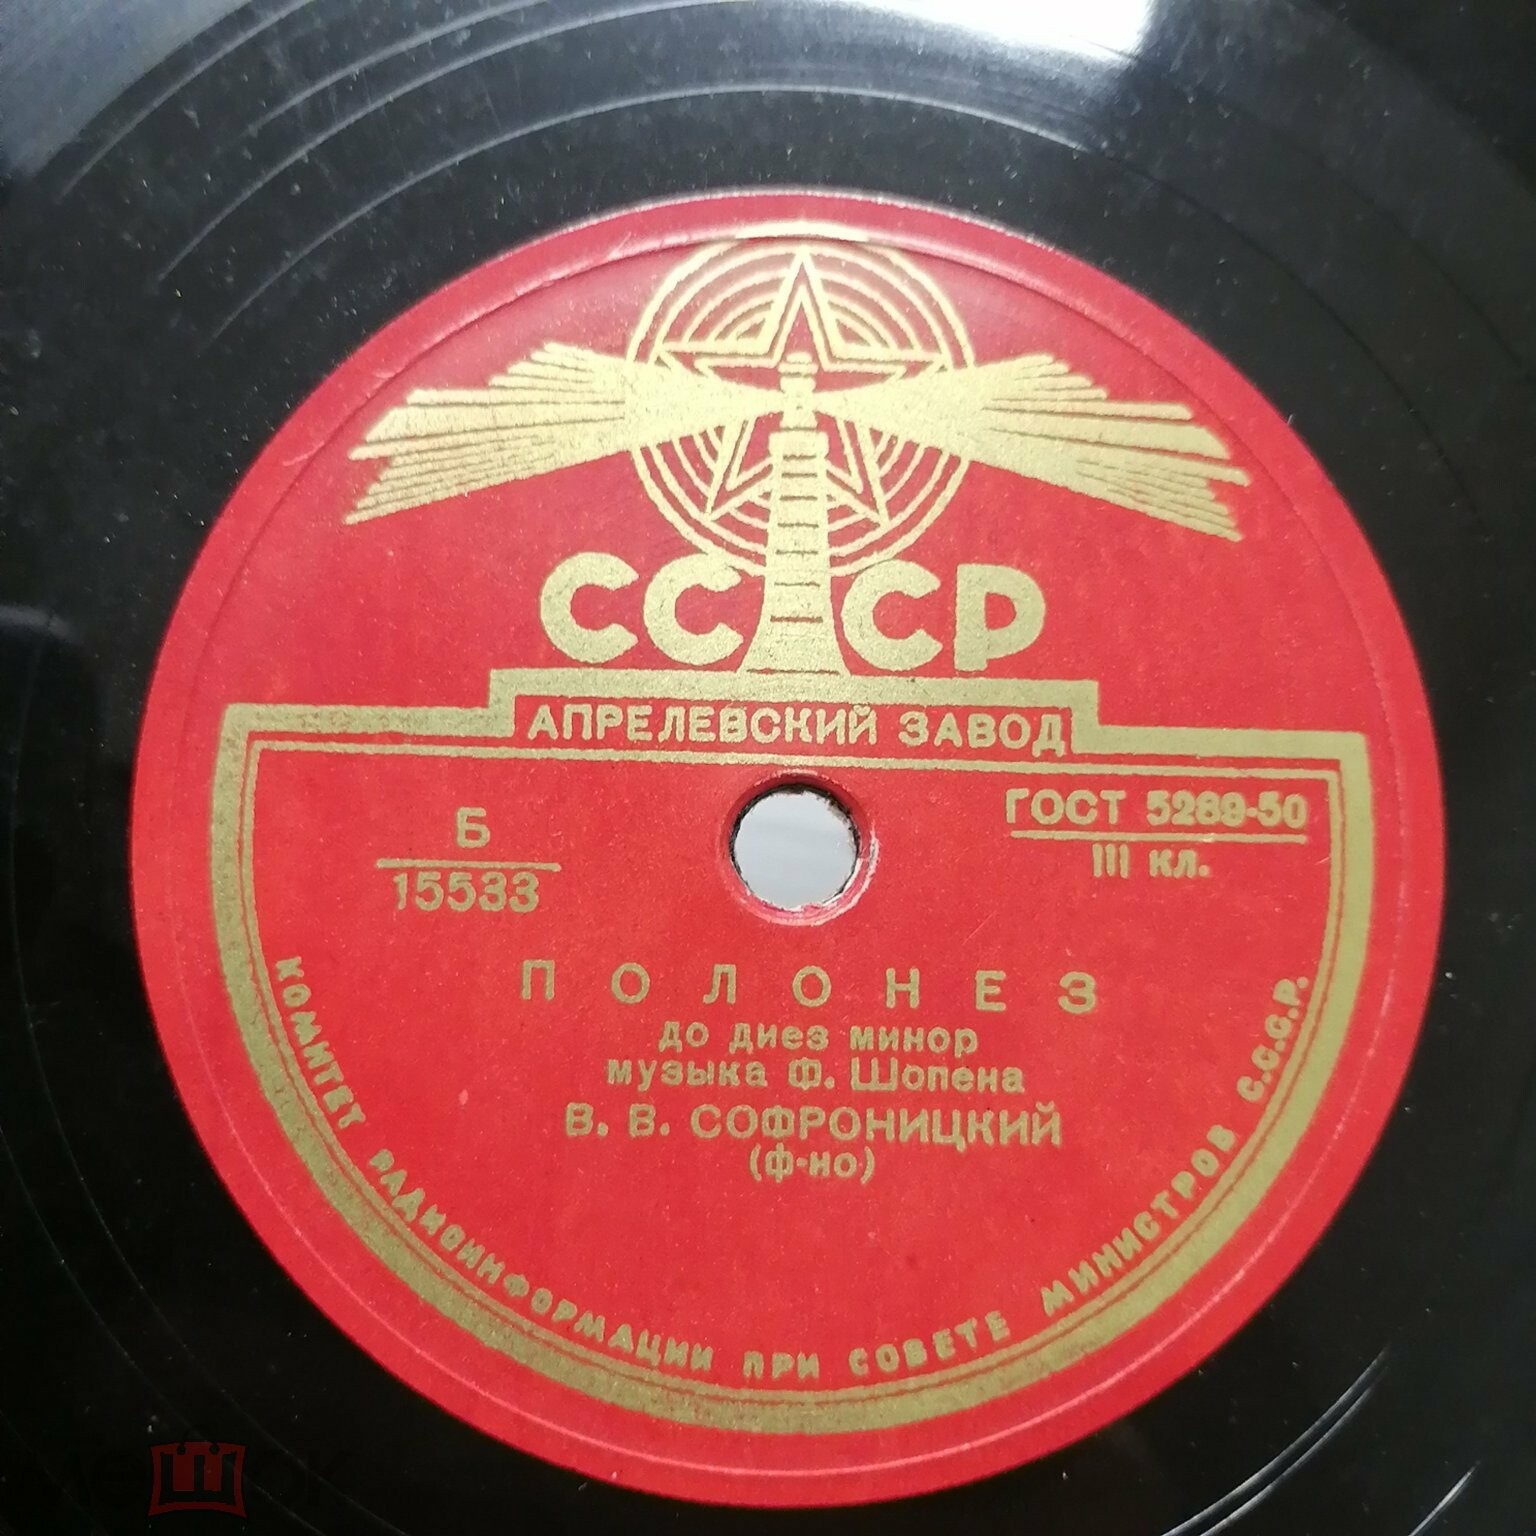 СССР
АПРЕЛЕВСКИЙ ЗАВОД
Б
15533
ГОСТ 5289-50
III кл.
ПОЛОНЕЗ
до диез минор
музыка Ф. Шопена
В. В. СОФРОНИЦКИЙ
(ф-но)
КОМИТЕТ РАДИОИНФОРМАЦИИ ПРИ СОВЕТЕ МИНИСТРОВ С.С.С.Р.